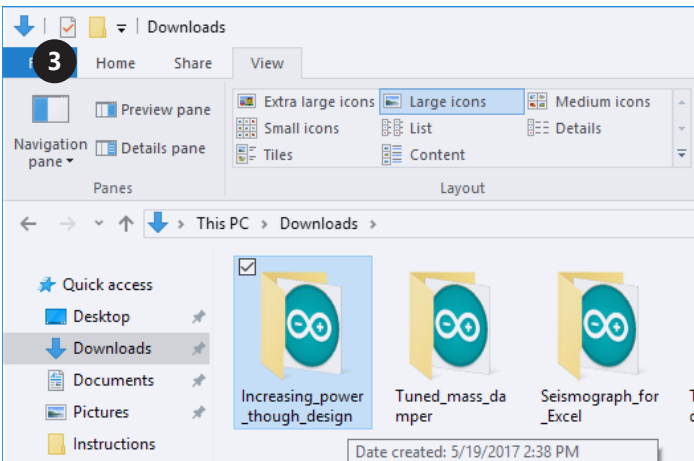 Downloads
3
Home Share View
Preview pane
Details pane
Navigation
pane
Panes
Extra large icons Large icons Medium icons
Small icons List Details
Tiles Content
Layout
This PC > Downloads >
Quick access
Desktop
Downloads
Documents
Pictures
Instructions
Increasing_power
_though_design
Tuned_mass_da
mper
Seismograph_for
_Excel
Date created: 5/19/2017 2:38 PM